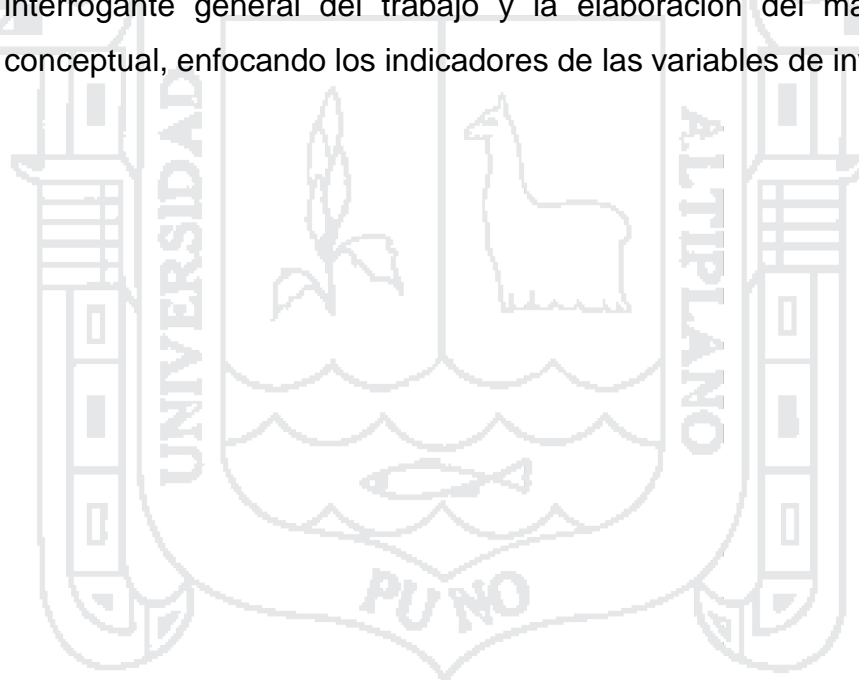 interrogante general del trabajo y la elaboración del ma
conceptual, enfocando los indicadores de las variables de in
UNIVERSIDAD
ALTIPLANO
PUNO